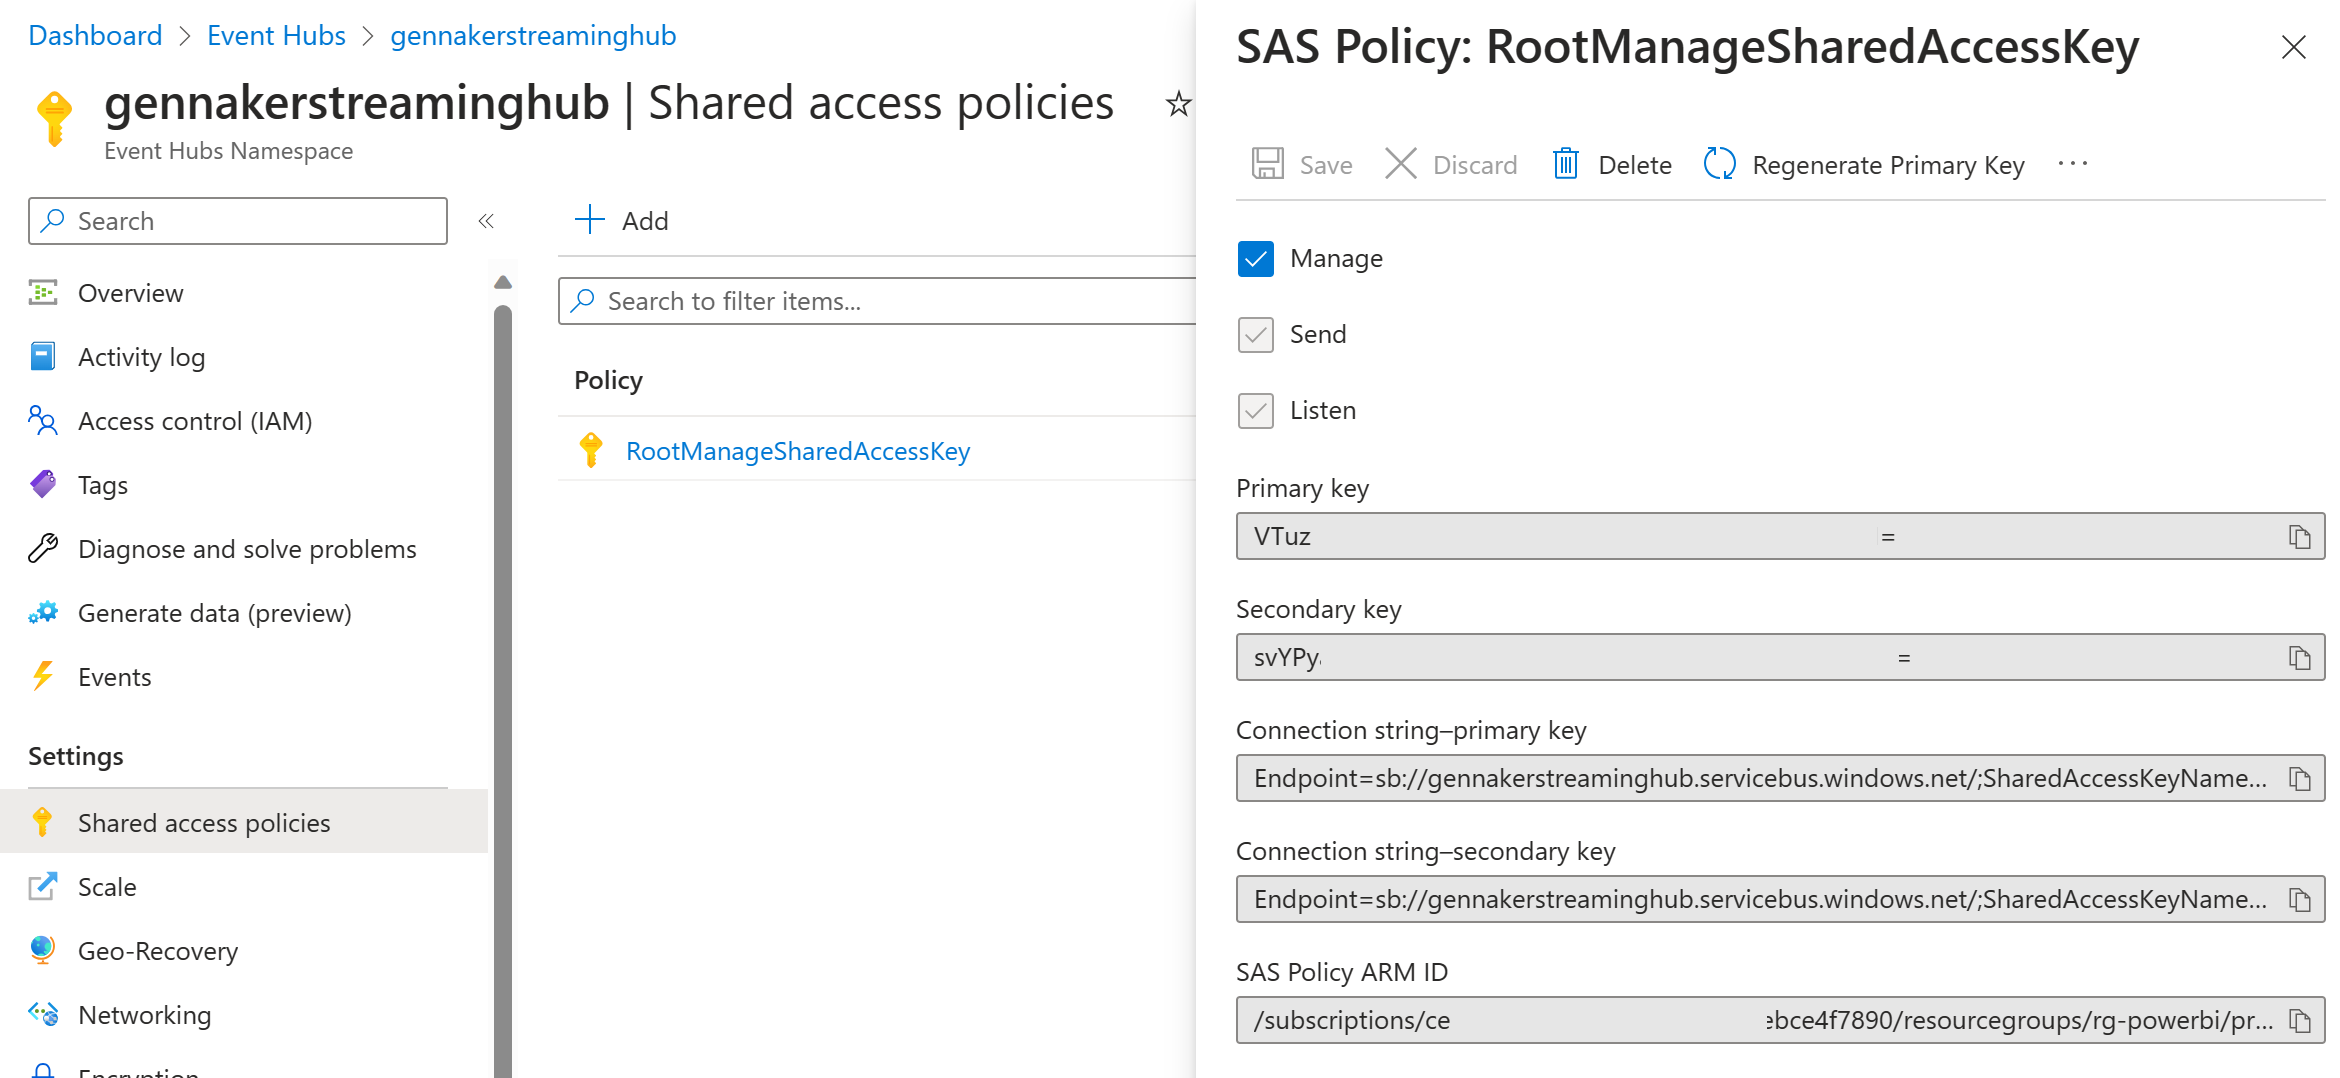 Dashboard > Event Hubs > gennakerstreaminghub
gennakerstreaminghub | Shared access policies
Event Hubs Namespace
Search
«
Overview
Activity log
Access control (IAM)
Tags
Diagnose and solve problems
Generate data (preview)
Events
Settings
Shared access policies
Scale
Geo-Recovery
Networking
Encryption
Add
Search to filter items...
Policy
RootManageSharedAccessKey
SAS Policy: RootManageSharedAccessKey
Save Discard Delete Regenerate Primary Key ...
Manage
Send
Listen
Primary key
VTuz =
Secondary key
svYPy =
Connection string–primary key
Endpoint=sb://gennakerstreaminghub.servicebus.windows.net/;SharedAccessKeyName...
Connection string–secondary key
Endpoint=sb://gennakerstreaminghub.servicebus.windows.net/;SharedAccessKeyName...
SAS Policy ARM ID
/subscriptions/ce ebce4f7890/resourcegroups/rg-powerbi/pr...